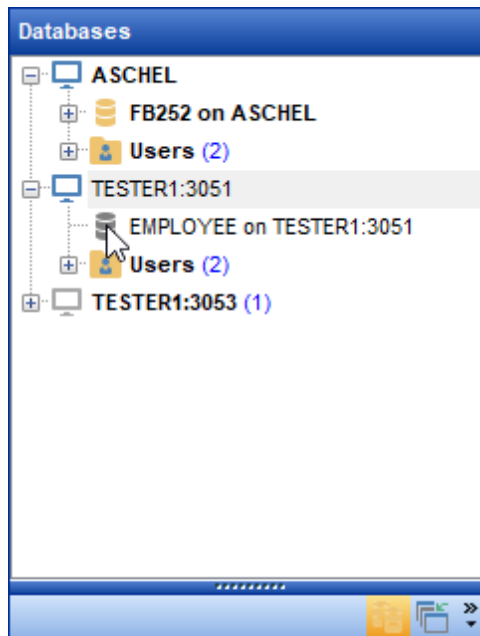 Databases
ASCHEL
FB252 on ASCHEL
Users (2)
TESTER1:3051
EMPLOYEE on TESTER1:3051
Users (2)
TESTER1:3053 (1)